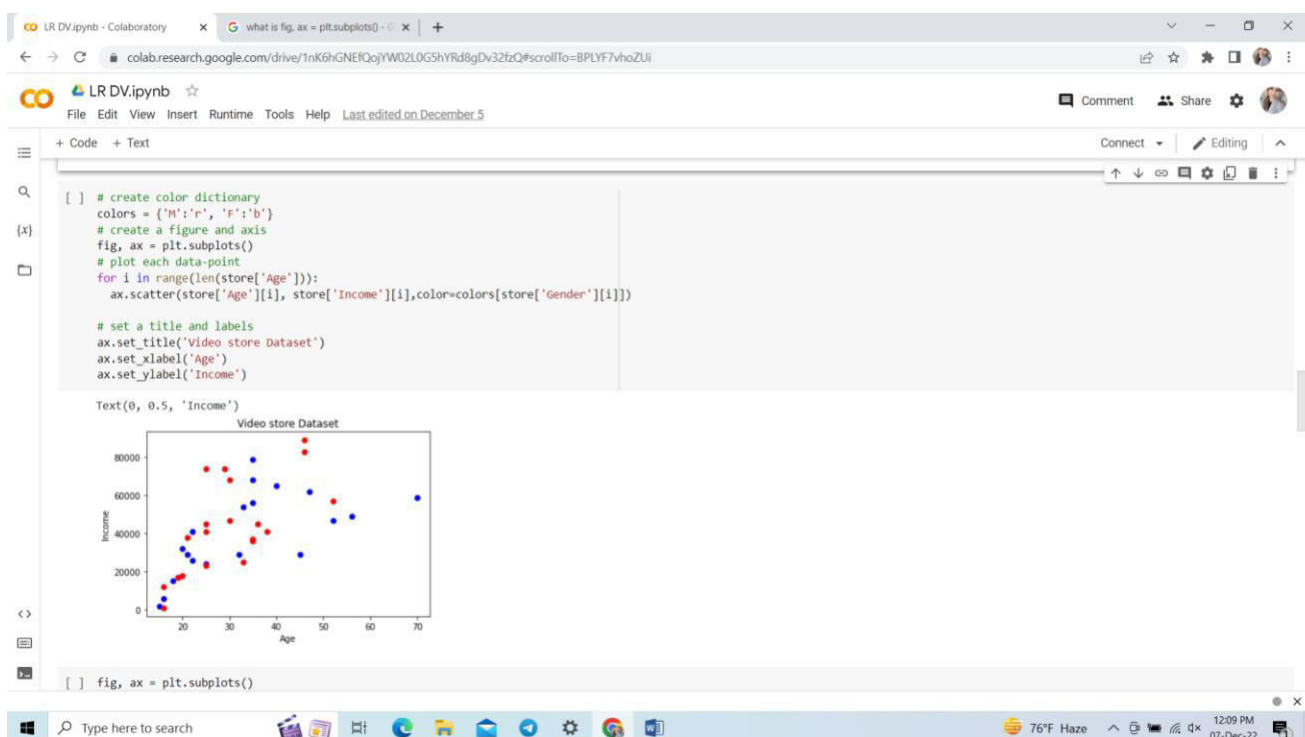 LR DV.ipynb - Colaboratory
what is fig, ax = plt.subplots() - G
colab.research.google.com/drive/1nK6hGNEfQojYW02L0G5hYRd8gDv32fzQ#scrollTo=BPLYF7vhoZUi
LR DV.ipynb
Comment Share
File Edit View Insert Runtime Tools Help Last edited on December 5
+ Code + Text
Connect Editing
[ ] # create color dictionary
colors = {'M':'r', 'F':'b'}
# create a figure and axis
fig, ax = plt.subplots()
# plot each data-point
for i in range(len(store['Age'])):
ax.scatter(store['Age'][i], store['Income'][i],color=colors[store['Gender'][i]])
# set a title and labels
ax.set_title('Video store Dataset')
ax.set_xlabel('Age')
ax.set_ylabel('Income')
Text(0, 0.5, 'Income')
Video store Dataset
80000
60000
Income
40000
20000
0
20 30 40 50 60 70
Age
[ ] fig, ax = plt.subplots()
Type here to search
76°F Haze
12:09 PM
07-Dec-22